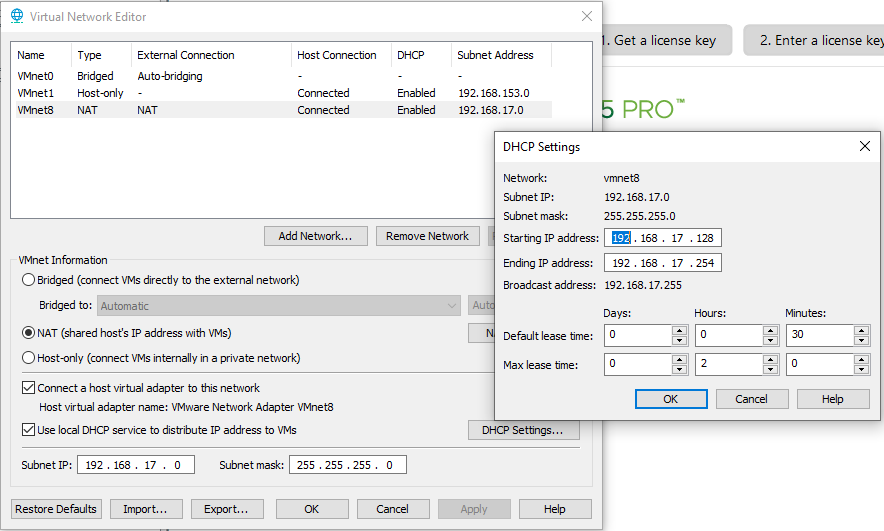 Virtual Network Editor
Name Type External Connection Host Connection DHCP Subnet Address
VMnet0 Bridged Auto-bridging - - -
VMnet1 Host-only - Connected Enabled 192.168.153.0
VMnet8 NAT NAT Connected Enabled 192.168.17.0
Add Network... Remove Network
VMnet Information
Bridged (connect VMs directly to the external network)
Bridged to: Automatic
NAT (shared host's IP address with VMs)
Host-only (connect VMs internally in a private network)
Connect a host virtual adapter to this network
Host virtual adapter name: VMware Network Adapter VMnet8
Use local DHCP service to distribute IP address to VMs DHCP Settings...
Subnet IP: 192 . 168 . 17 . 0 Subnet mask: 255 . 255 . 255 . 0
Restore Defaults Import... Export... OK Cancel Apply Help
1. Get a license key 2. Enter a license key
5 PRO™
DHCP Settings
Network: vmnet8
Subnet IP: 192.168.17.0
Subnet mask: 255.255.255.0
Starting IP address: 192 . 168 . 17 . 128
Ending IP address: 192 . 168 . 17 . 254
Broadcast address: 192.168.17.255
Days: Hours: Minutes:
Default lease time: 0 0 30
Max lease time: 0 2 0
OK Cancel Help